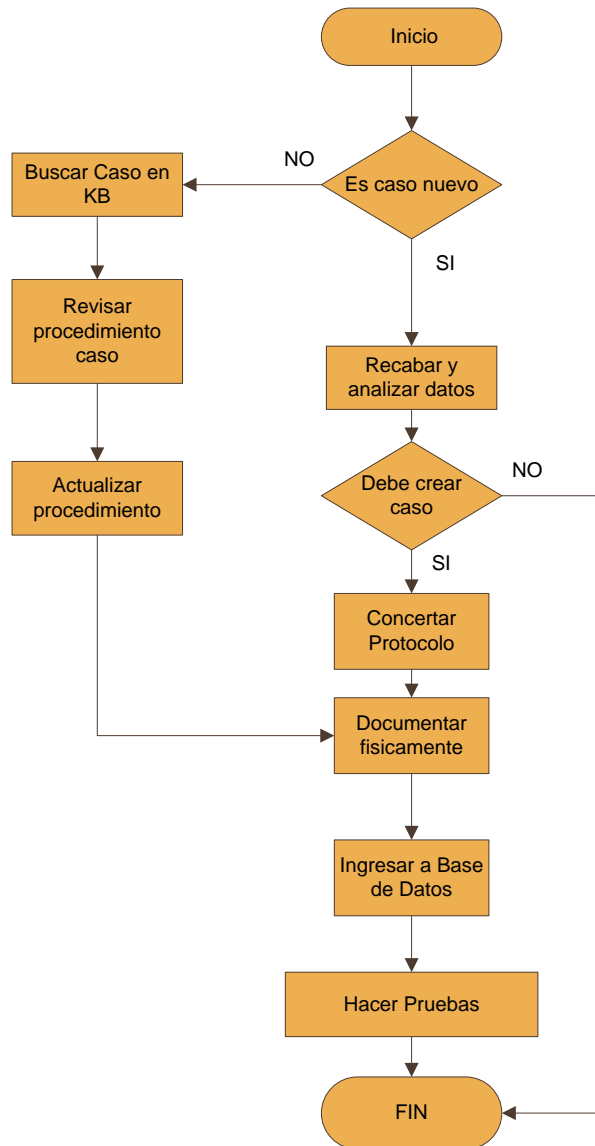 Inicio
NO
Es caso nuevo
Buscar Caso en
KB
SI
Revisar
procedimiento
caso
Recabar y
analizar datos
Actualizar
procedimiento
Debe crear
caso
NO
SI
Concertar
Protocolo
Documentar
fisicamente
Ingresar a Base
de Datos
Hacer Pruebas
FIN